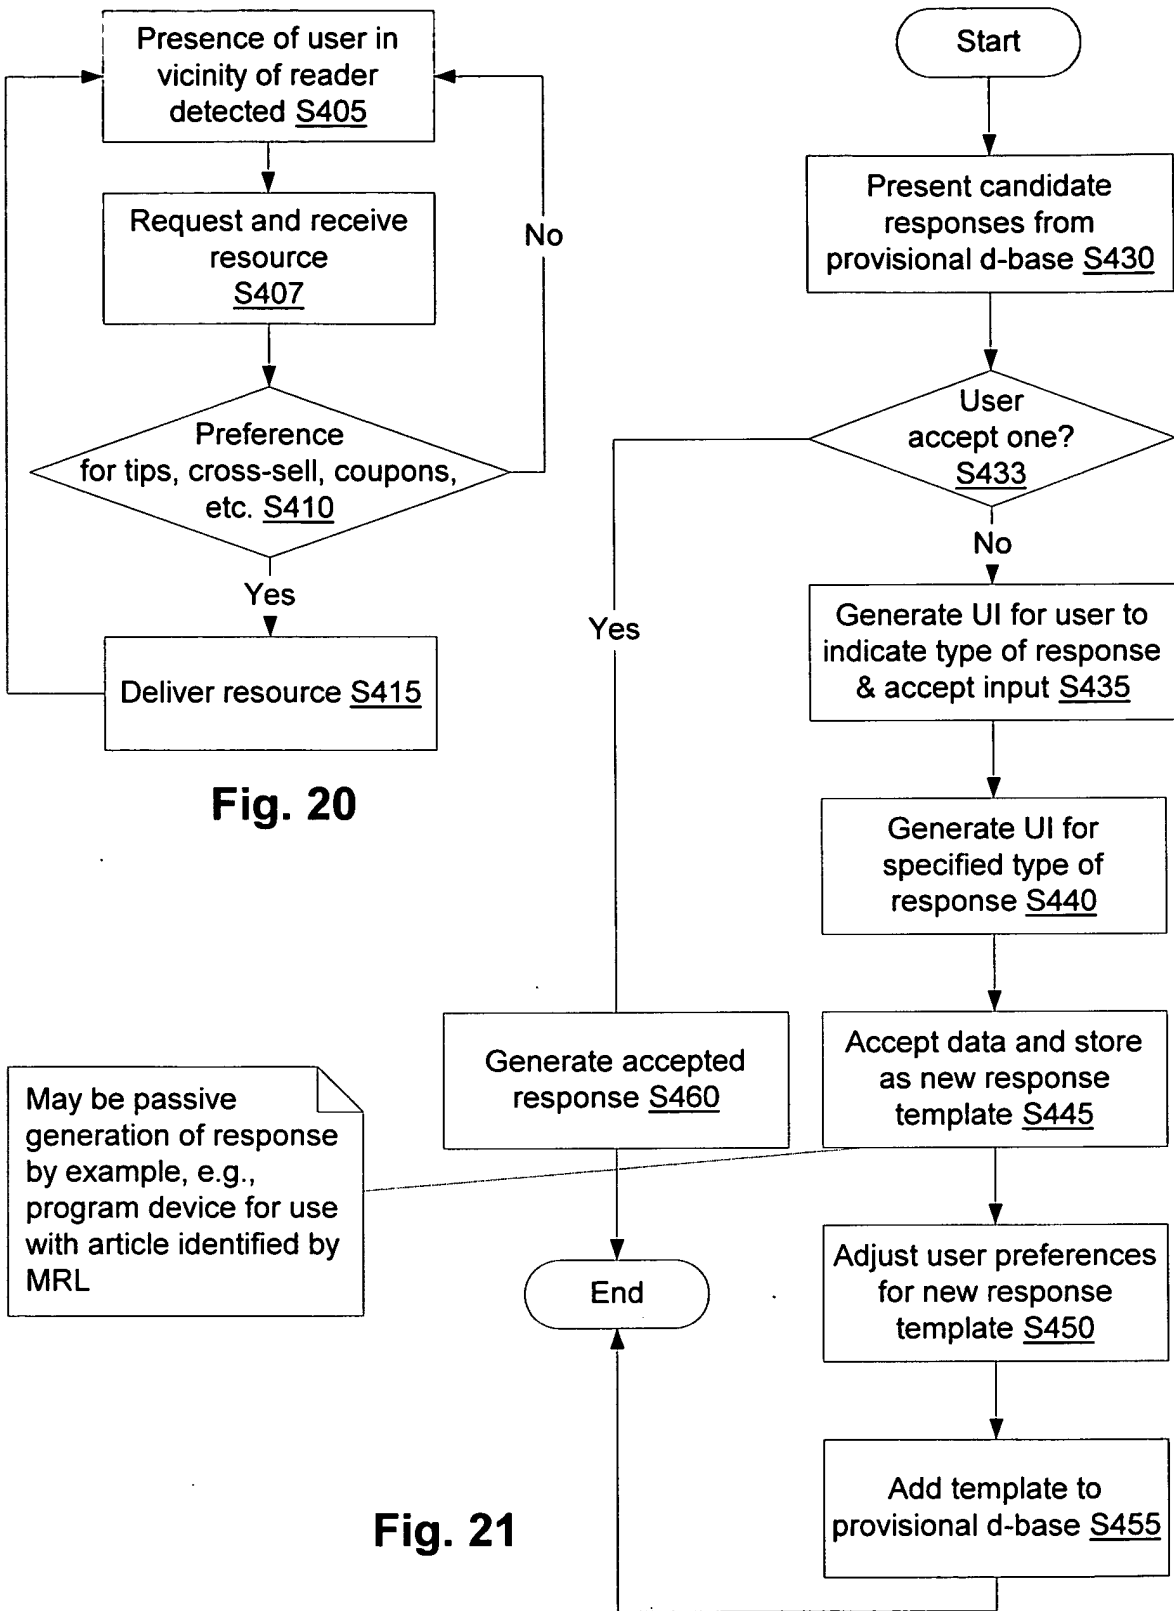 Presence of user in
vicinity of reader
detected S405
Request and receive
resource
S407
No
Preference
for tips, cross-sell, coupons,
etc. S410
Yes
Deliver resource S415
Fig. 20
Start
Present candidate
responses from
provisional d-base S430
User
accept one?
S433
No
Yes
Generate UI for user to
indicate type of response
& accept input S435
Generate UI for
specified type of
response S440
Accept data and store
as new response
template S445
Generate accepted
response S460
May be passive
generation of response
by example, e.g.,
program device for use
with article identified by
MRL
End
Adjust user preferences
for new response
template S450
Add template to
provisional d-base S455
Fig. 21